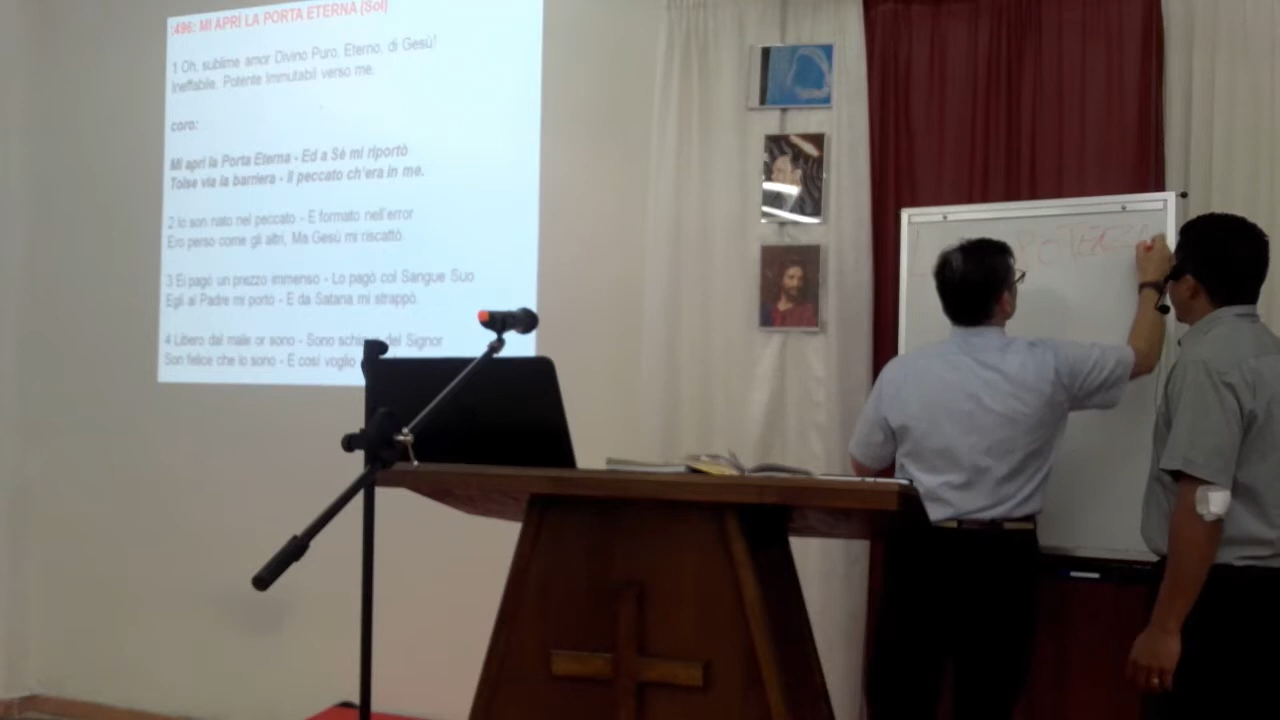 :496: MI APRÌ LA PORTA ETERNA (Sol)
1 Oh, sublime amor Divino Puro, Eterno, di Gesù!
Ineffabile, Potente Immutabil verso me.
coro:
Mi aprì la Porta Eterna - Ed a Sé mi riportò
Tolse via la barriera - Il peccato ch'era in me.
2 Io son nato nel peccato - E formato nell'error
Ero perso come gli altri, Ma Gesù mi riscattò
3 Ei pagò un prezzo immenso - Lo pagò col Sangue Suo
Egli al Padre mi portò - E da Satana mi strappò.
4 Libero dal male or sono - Sono del Signor
Son felice che lo sono - E così voglio